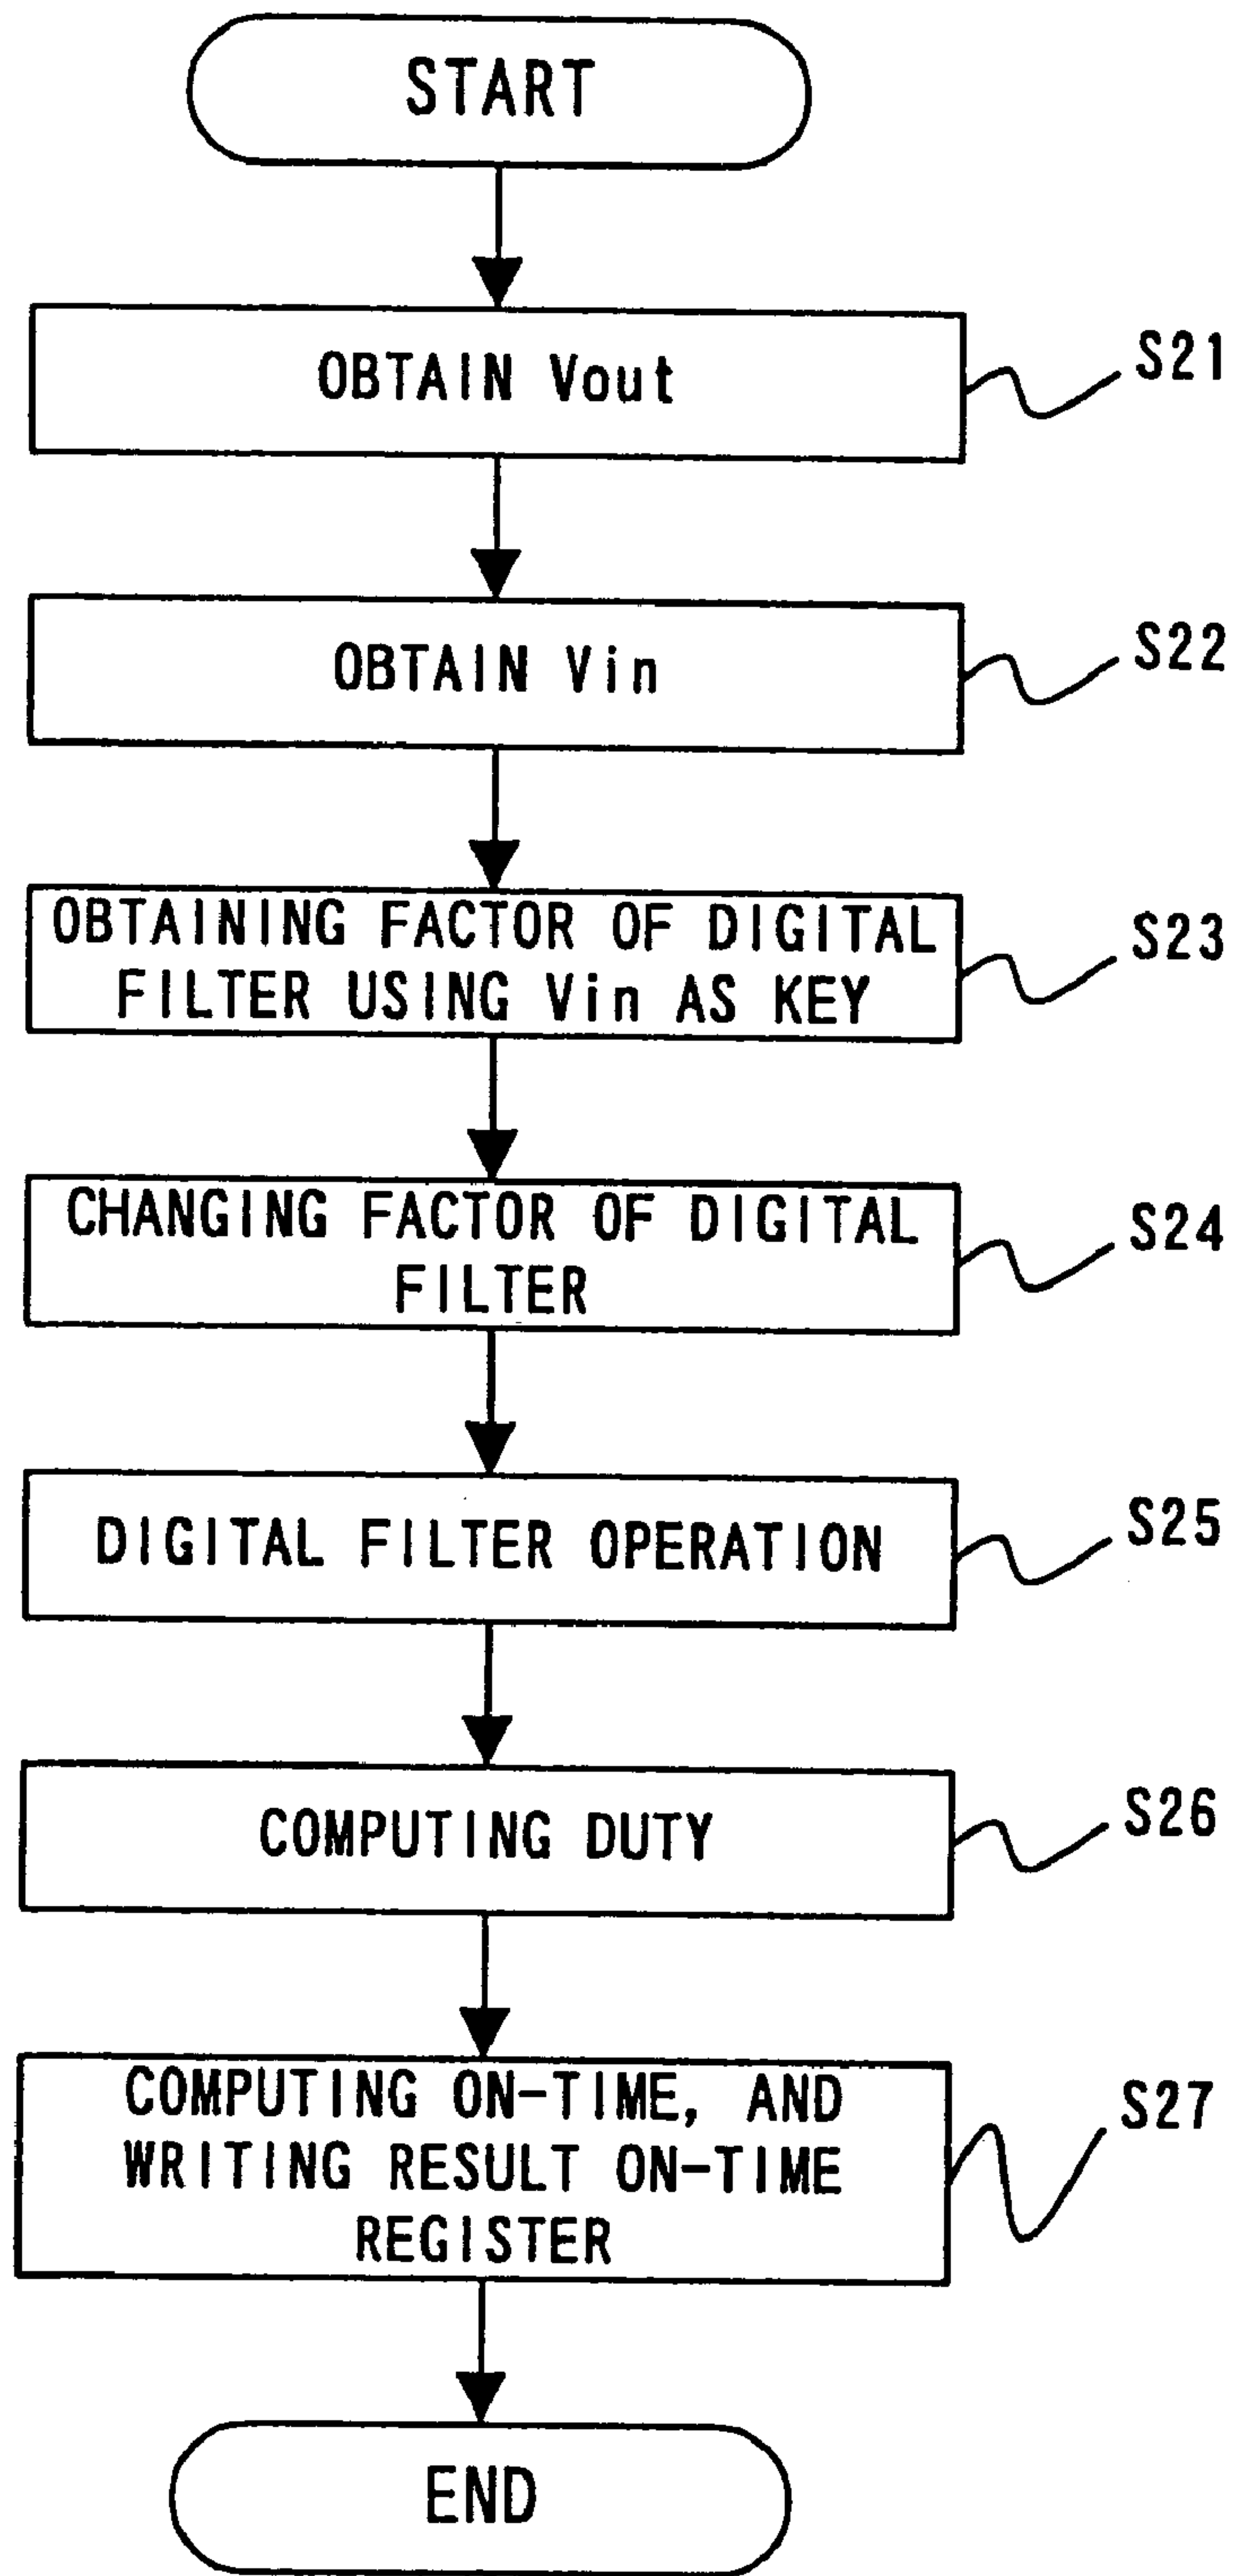 START
OBTAIN Vout
S21
OBTAIN Vin
S22
OBTAINING FACTOR OF DIGITAL
FILTER USING Vin AS KEY
S23
CHANGING FACTOR OF DIGITAL
FILTER
S24
DIGITAL FILTER OPERATION
S25
COMPUTING DUTY
S26
COMPUTING ON-TIME, AND
WRITING RESULT ON-TIME
REGISTER
S27
END